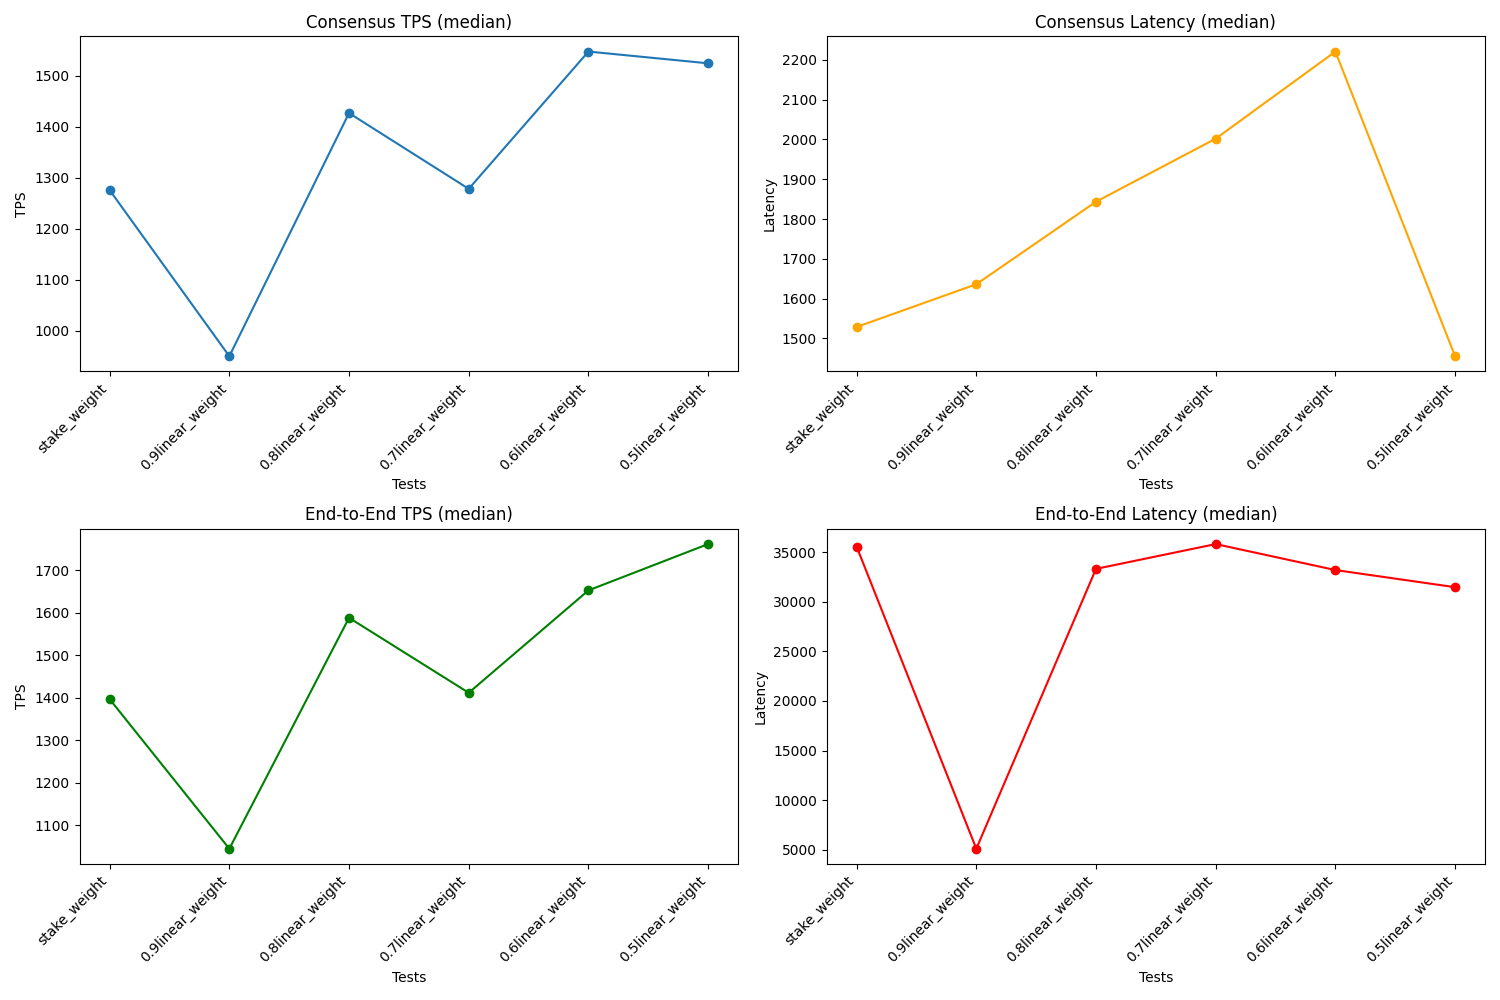 Consensus TPS (median)
TPS
1500
1400
1300
1200
1100
1000
stake_weight
0.9linear_weight
0.8linear_weight
0.7linear_weight
0.6linear_weight
0.5linear_weight
Tests
Consensus Latency (median)
Latency
2200
2100
2000
1900
1800
1700
1600
1500
stake_weight
0.9linear_weight
0.8linear_weight
0.7linear_weight
0.6linear_weight
0.5linear_weight
Tests
End-to-End TPS (median)
TPS
1700
1600
1500
1400
1300
1200
1100
stake_weight
0.9linear_weight
0.8linear_weight
0.7linear_weight
0.6linear_weight
0.5linear_weight
Tests
End-to-End Latency (median)
Latency
35000
30000
25000
20000
15000
10000
5000
stake_weight
0.9linear_weight
0.8linear_weight
0.7linear_weight
0.6linear_weight
0.5linear_weight
Tests